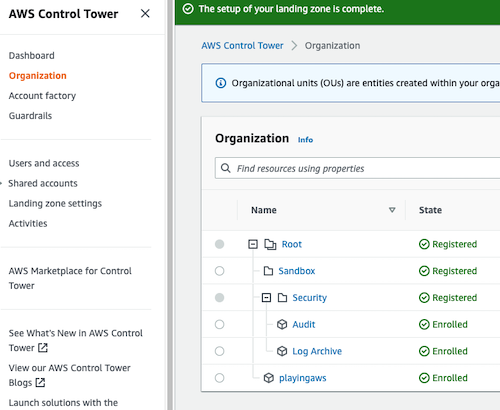 AWS Control Tower
Dashboard
Organization
Account factory
Guardrails
Users and access
Shared accounts
Landing zone settings
Activities
AWS Marketplace for Control
Tower
See What's New in AWS Control
Tower
View our AWS Control Tower
Blogs
Launch solutions with the
The setup of your landing zone is complete.
AWS Control Tower > Organization
Organizational units (OUs) are entities created within your orga
Organization Info
Find resources using properties
Name State
Root Registered
Sandbox Registered
Security Registered
Audit Enrolled
Log Archive Enrolled
playingaws Enrolled